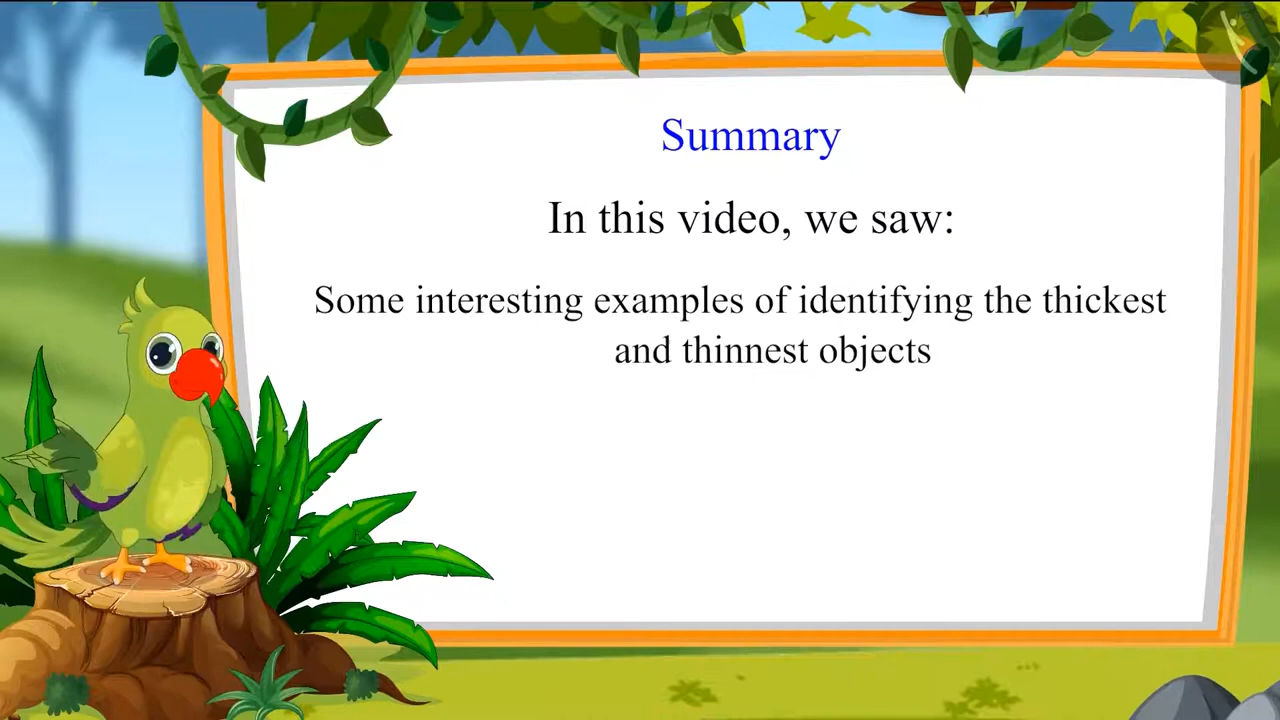 Summary
In this video, we saw:
Some interesting examples of identifying the thickest
and thinnest objects